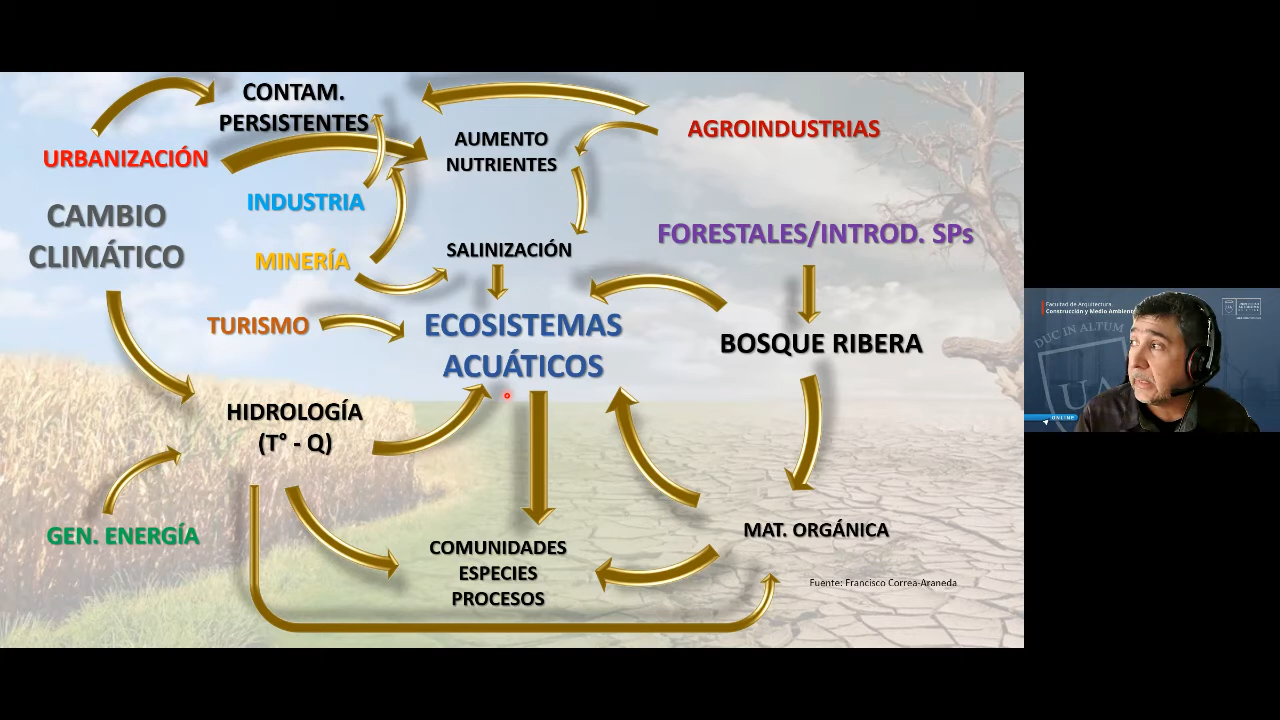 CONTAM.
PERSISTENTES
AUMENTO
NUTRIENTES
AGROINDUSTRIAS
URBANIZACIÓN
INDUSTRIA
CAMBIO
CLIMÁTICO
FORESTALES/INTROD. SPs
SALINIZACIÓN
MINERÍA
TURISMO
ECOSISTEMAS
ACUÁTICOS
BOSQUE RIBERA
HIDROLOGÍA
(T° - Q)
GEN. ENERGÍA
MAT. ORGÁNICA
COMUNIDADES
ESPECIES
PROCESOS
Fuente: Francisco Correa-Araneda
Facultad de Arquitectura,
Construcción y Medio Ambiente
DUC IN ALTUM
UA
ONLINE